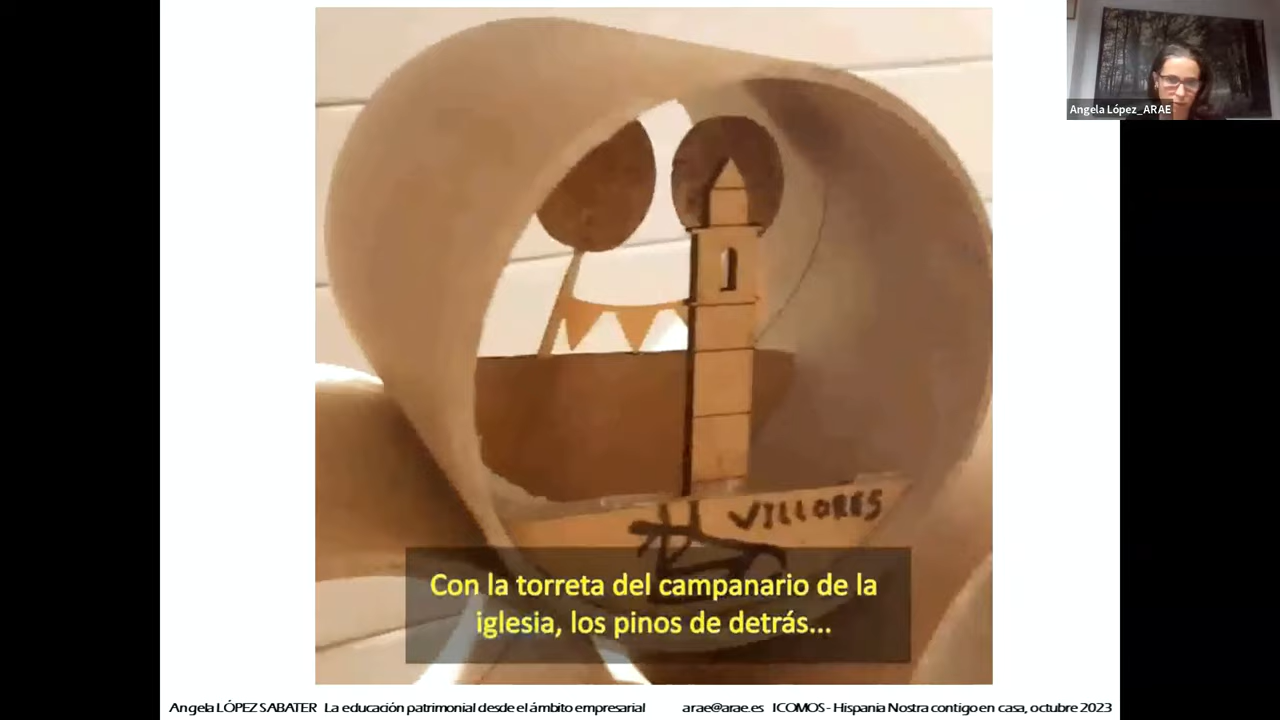 Angela López_ARAE
VILLORES
Con la torreta del campanario de la
iglesia, los pinos de detrás...
Angela LÓPEZ SABATER La educación patrimonial desde el ámbito empresarial arae@arae.es ICOMOS - Hispania Nostra contigo en casa, octubre 2023